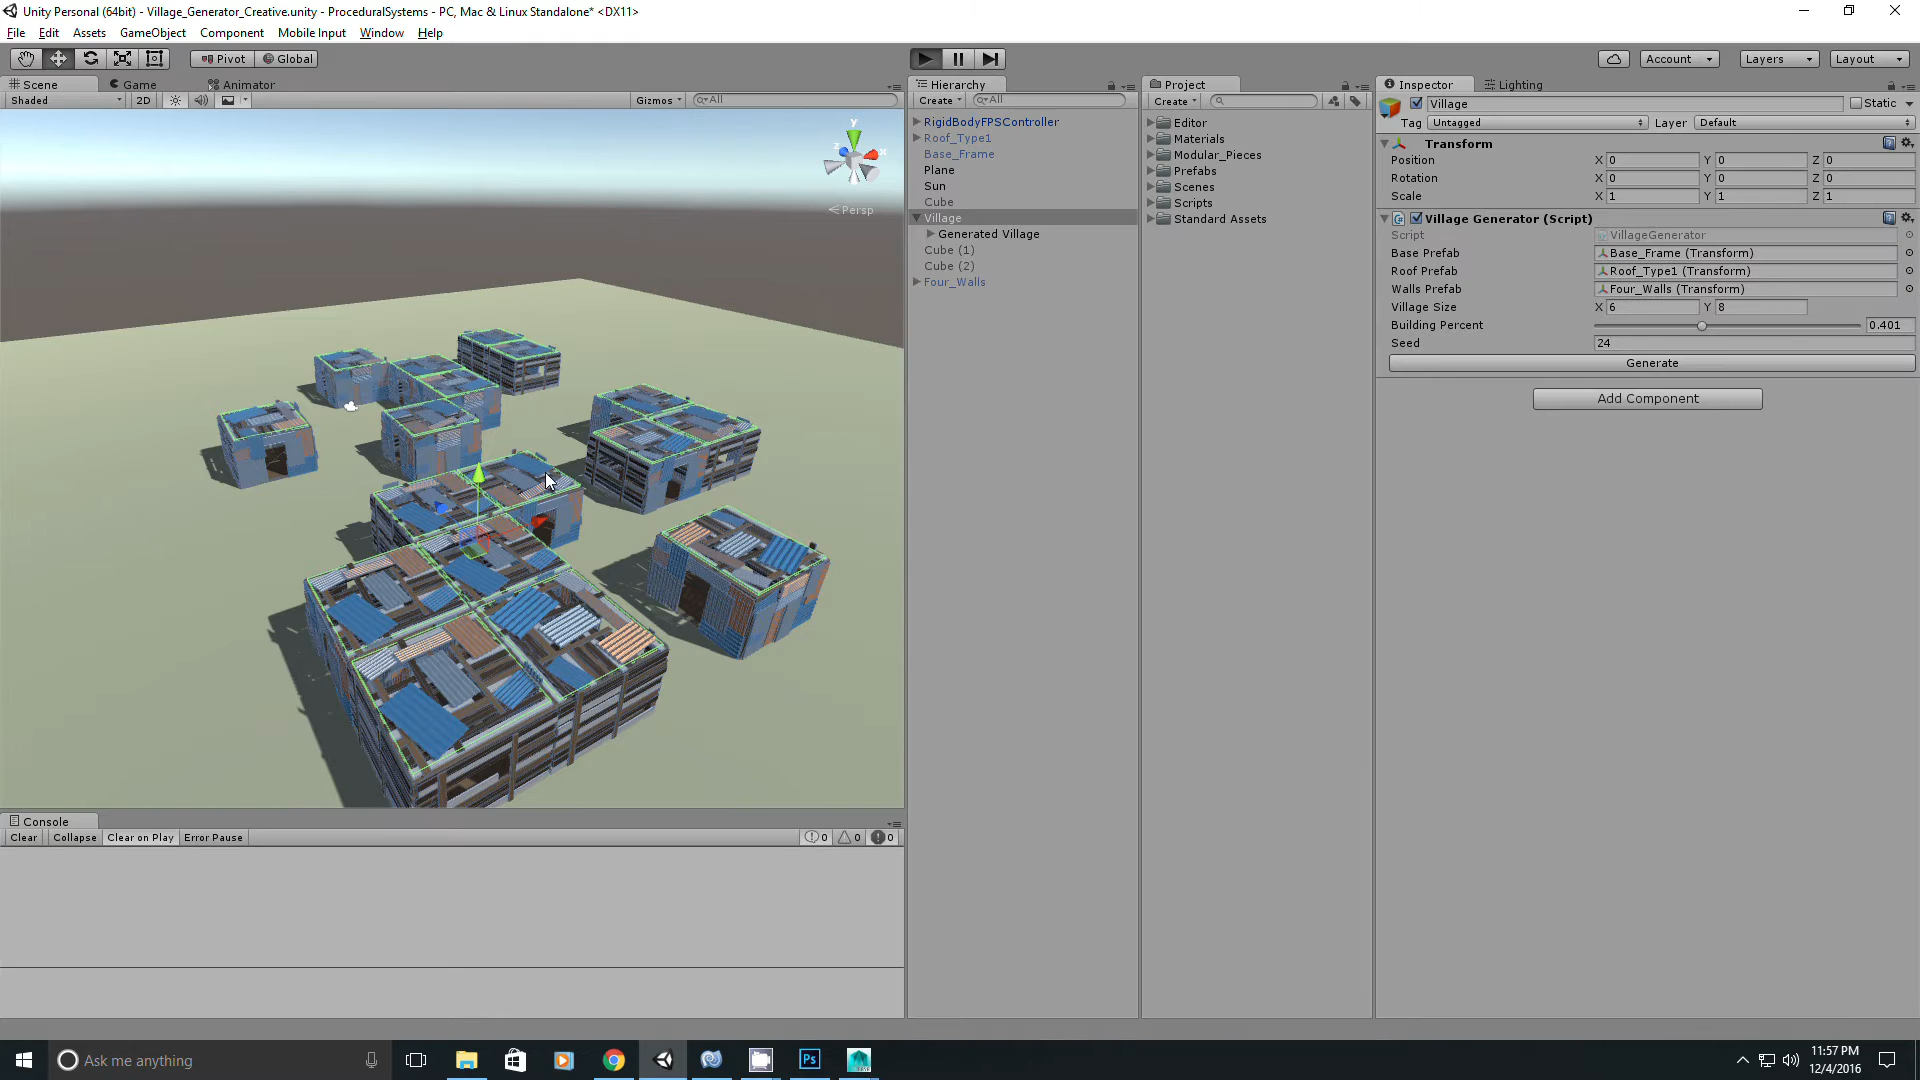 Unity Personal (64bit) - Village_Generator_Creative.unity - ProceduralSystems - PC, Mac & Linux Standalone* <DX11>
File Edit Assets GameObject Component Mobile Input Window Help
Pivot Global Account Layers Layout
Scene Game Animator
Shaded 2D Gizmos All
y
x
z
Persp
Console
Clear Collapse Clear on Play Error Pause 0 0 0
Hierarchy
Create All
RigidBodyFPSController
Roof_Type1
Base_Frame
Plane
Sun
Cube
Village
Generated Village
Cube (1)
Cube (2)
Four_Walls
Project
Create
Editor
Materials
Modular_Pieces
Prefabs
Scenes
Scripts
Standard Assets
Inspector Lighting
Village Static
Tag Untagged Layer Default
Transform
Position X 0 Y 0 Z 0
Rotation X 0 Y 0 Z 0
Scale X 1 Y 1 Z 1
Village Generator (Script)
Script VillageGenerator
Base Prefab Base_Frame (Transform)
Roof Prefab Roof_Type1 (Transform)
Walls Prefab Four_Walls (Transform)
Village Size X 6 Y 8
Building Percent 0.401
Seed 24
Generate
Add Component
Ask me anything
Ps
11:57 PM
12/4/2016